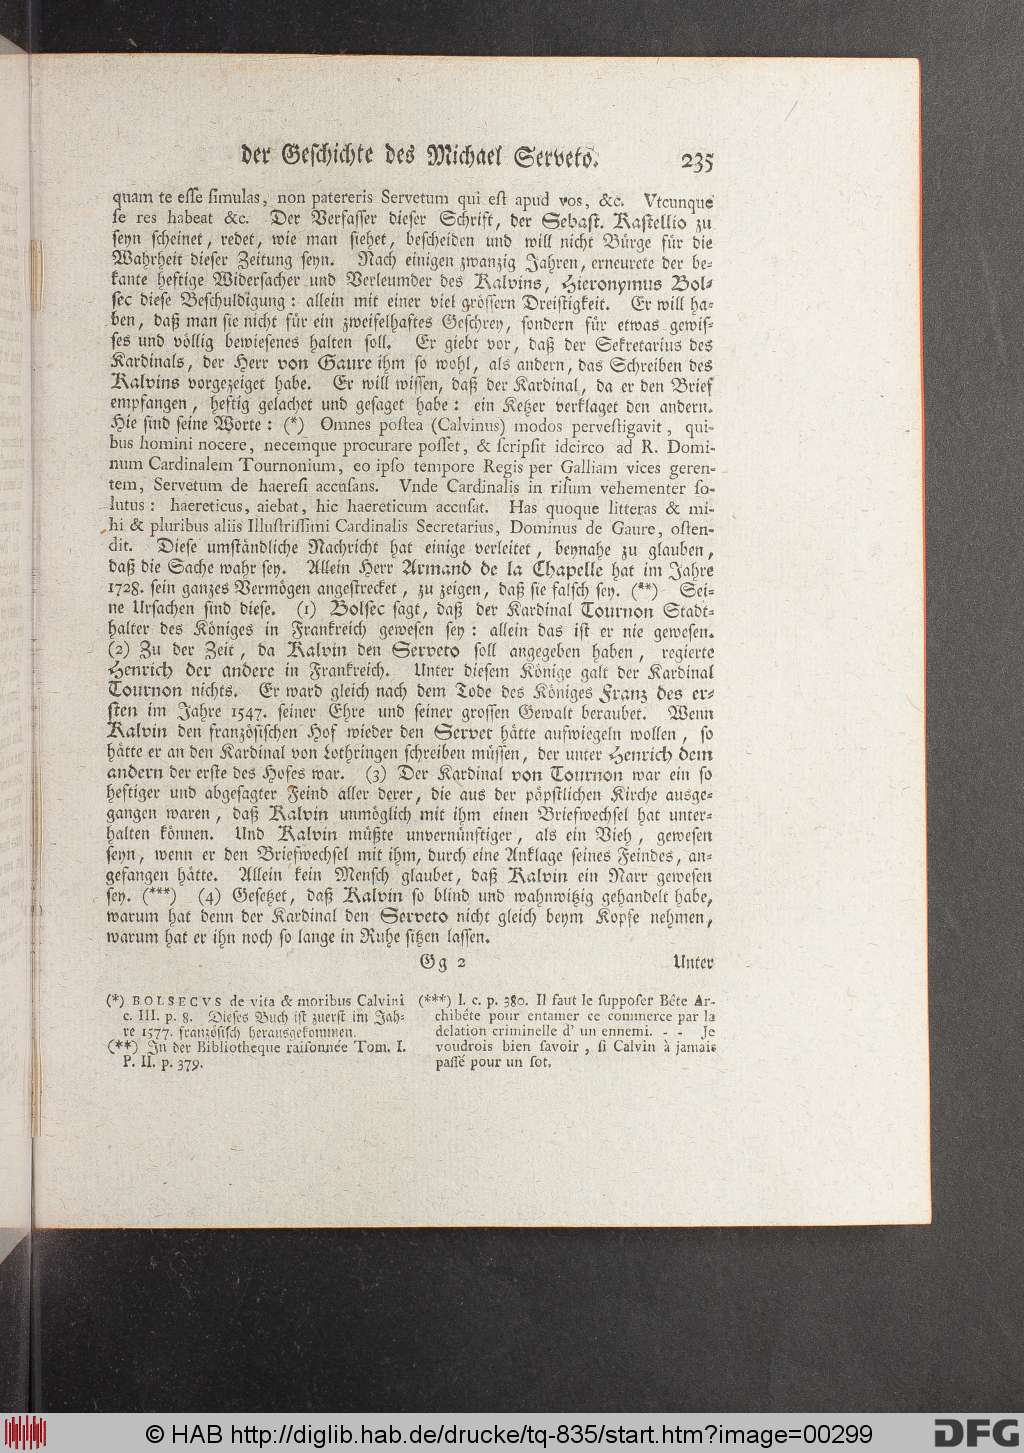 der Geschichte des Michael Serveto. 235
quam te esse simulas, non patereris Servetum qui est apud vos, &c. Vtcunque
se res habeat &c. Der Verfasser dieser Schrift, der Sebast. Kastellio zu
seyn scheinet, redet, wie man siehet, bescheiden und will nicht Bürge für die
Wahrheit dieser Zeitung seyn. Nach einigen zwanzig Jahren, erneurete der be-
kante heftige Widersacher und Verleumder des Kalvins, Hieronymus Bol-
sec diese Beschuldigung: allein mit einer viel grössern Dreistigkeit. Er will ha-
ben, daß man sie nicht für ein zweifelhaftes Geschrey, sondern für etwas gewis-
ses und völlig bewiesenes halten soll. Er giebt vor, daß der Sekretarius des
Kardinals, der Herr von Gaure ihm so wohl, als andern, das Schreiben des
Kalvins vorgezeiget habe. Er will wissen, daß der Kardinal, da er den Brief
empfangen, heftig gelachet und gesaget habe: ein Ketzer verklaget den andern.
Hie sind seine Worte: (*) Omnes postea (Calvinus) modos pervestigavit, qui-
bus homini nocere, necemque procurare posset, & scripsit idcirco ad R. Domi-
num Cardinalem Tournonium, eo ipso tempore Regis per Galliam vices geren-
tem, Servetum de haeresi accusans. Vnde Cardinalis in risum vehementer so-
lutus: haereticus, aiebat, hic haereticum accusat. Has quoque litteras & mi-
hi & pluribus aliis Illustrissimi Cardinalis Secretarius, Dominus de Gaure, osten-
dit. Diese umständliche Nachricht hat einige verleitet, beynahe zu glauben,
daß die Sache wahr sey. Allein Herr Armand de la Chapelle hat im Jahre
1728. sein ganzes Vermögen angestrecket, zu zeigen, daß sie falsch sey. (**) Sei-
ne Ursachen sind diese. (1) Bolsec sagt, daß der Kardinal Tournon Stadt-
halter des Königes in Frankreich gewesen sey: allein das ist er nie gewesen.
(2) Zu der Zeit, da Kalvin den Serveto soll angegeben haben, regierte
Henrich der andere in Frankreich. Unter diesem Könige galt der Kardinal
Tournon nichts. Er ward gleich nach dem Tode des Königes Franz des er-
sten im Jahre 1547. seiner Ehre und seiner grossen Gewalt beraubet. Wenn
Kalvin den französischen Hof wieder den Servet hätte aufwiegeln wollen, so
hätte er an den Kardinal von Lothringen schreiben müssen, der unter Henrich dem
andern der erste des Hofes war. (3) Der Kardinal von Tournon war ein so
heftiger und abgesagter Feind aller derer, die aus der päpstlichen Kirche ausge-
gangen waren, daß Kalvin unmöglich mit ihm einen Briefwechsel hat unter-
halten können. Und Kalvin müßte unvernünftiger, als ein Vieh, gewesen
seyn, wenn er den Briefwechsel mit ihm, durch eine Anklage seines Feindes, an-
gefangen hätte. Allein kein Mensch glaubet, daß Kalvin ein Narr gewesen
sey. (***) (4) Gesetzet, daß Kalvin so blind und wahnwitzig gehandelt habe,
warum hat denn der Kardinal den Serveto nicht gleich beym Kopfe nehmen,
warum hat er ihn noch so lange in Ruhe sitzen lassen.
Gg 2 Unter
(*) BOLSECVS de vita & moribus Calvini
c. III. p. 8. Dieses Buch ist zuerst im Jah-
re 1577. französisch herausgekommen.
(**) In der Bibliotheque raisonnée Tom. I.
P. II. p. 379.
(***) l. c. p. 380. Il faut le supposer Bête Ar-
chibéte pour entamer ce commerce par la
delation criminelle d' un ennemi. - - Je
voudrois bien savoir, si Calvin à jamais
passé pour un sot.
© HAB http://diglib.hab.de/drucke/tq-835/start.htm?image=00299
DFG